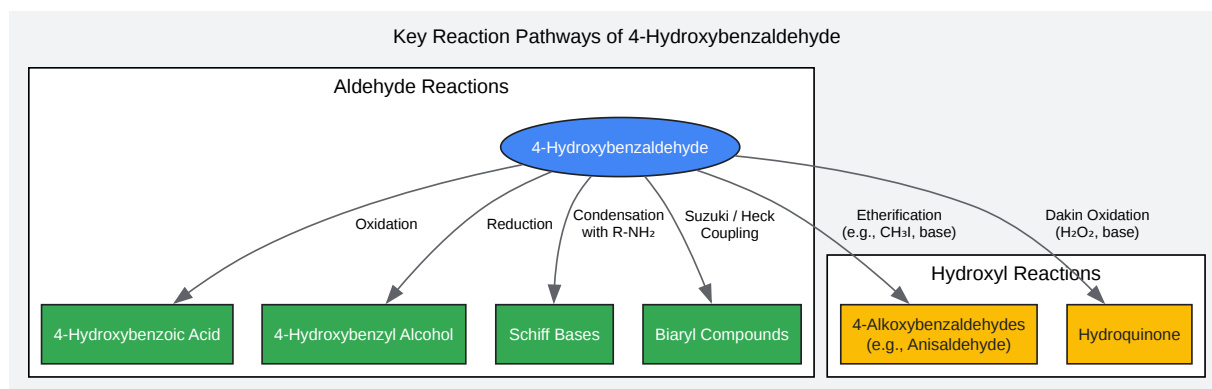 Key Reaction Pathways of 4-Hydroxybenzaldehyde
Aldehyde Reactions
4-Hydroxybenzaldehyde
Oxidation
Reduction
Condensation
with R-NH₂
Suzuki / Heck
Coupling
Etherification
(e.g., CH₃I, base)
Dakin Oxidation
(H₂O₂, base)
Hydroxyl Reactions
4-Hydroxybenzoic Acid
4-Hydroxybenzyl Alcohol
Schiff Bases
Biaryl Compounds
4-Alkoxybenzaldehydes
(e.g., Anisaldehyde)
Hydroquinone